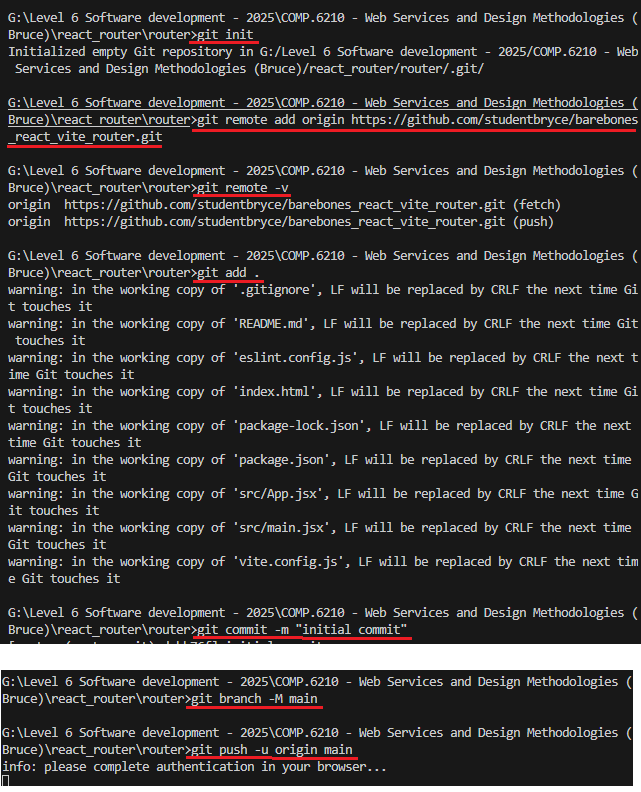 G:\Level 6 Software development - 2025\COMP.6210 - Web Services and Design Methodologies (
Bruce)\react_router\router>git init
Initialized empty Git repository in G:/Level 6 Software development - 2025/COMP.6210 - Web
 Services and Design Methodologies (Bruce)/react_router/router/.git/
G:\Level 6 Software development - 2025\COMP.6210 - Web Services and Design Methodologies (
Bruce)\react_router\router>git remote add origin https://github.com/studentbryce/barebones
_react_vite_router.git
G:\Level 6 Software development - 2025\COMP.6210 - Web Services and Design Methodologies (
Bruce)\react_router\router>git remote -v
origin  https://github.com/studentbryce/barebones_react_vite_router.git (fetch)
origin  https://github.com/studentbryce/barebones_react_vite_router.git (push)
G:\Level 6 Software development - 2025\COMP.6210 - Web Services and Design Methodologies (
Bruce)\react_router\router>git add .
warning: in the working copy of '.gitignore', LF will be replaced by CRLF the next time Gi
t touches it
warning: in the working copy of 'README.md', LF will be replaced by CRLF the next time Git
 touches it
warning: in the working copy of 'eslint.config.js', LF will be replaced by CRLF the next t
ime Git touches it
warning: in the working copy of 'index.html', LF will be replaced by CRLF the next time Gi
t touches it
warning: in the working copy of 'package-lock.json', LF will be replaced by CRLF the next
time Git touches it
warning: in the working copy of 'package.json', LF will be replaced by CRLF the next time
Git touches it
warning: in the working copy of 'src/App.jsx', LF will be replaced by CRLF the next time G
it touches it
warning: in the working copy of 'src/main.jsx', LF will be replaced by CRLF the next time
Git touches it
warning: in the working copy of 'vite.config.js', LF will be replaced by CRLF the next tim
e Git touches it
G:\Level 6 Software development - 2025\COMP.6210 - Web Services and Design Methodologies (
Bruce)\react_router\router>git commit -m "initial commit"
G:\Level 6 Software development - 2025\COMP.6210 - Web Services and Design Methodologies (
Bruce)\react_router\router>git branch -M main
G:\Level 6 Software development - 2025\COMP.6210 - Web Services and Design Methodologies (
Bruce)\react_router\router>git push -u origin main
info: please complete authentication in your browser...